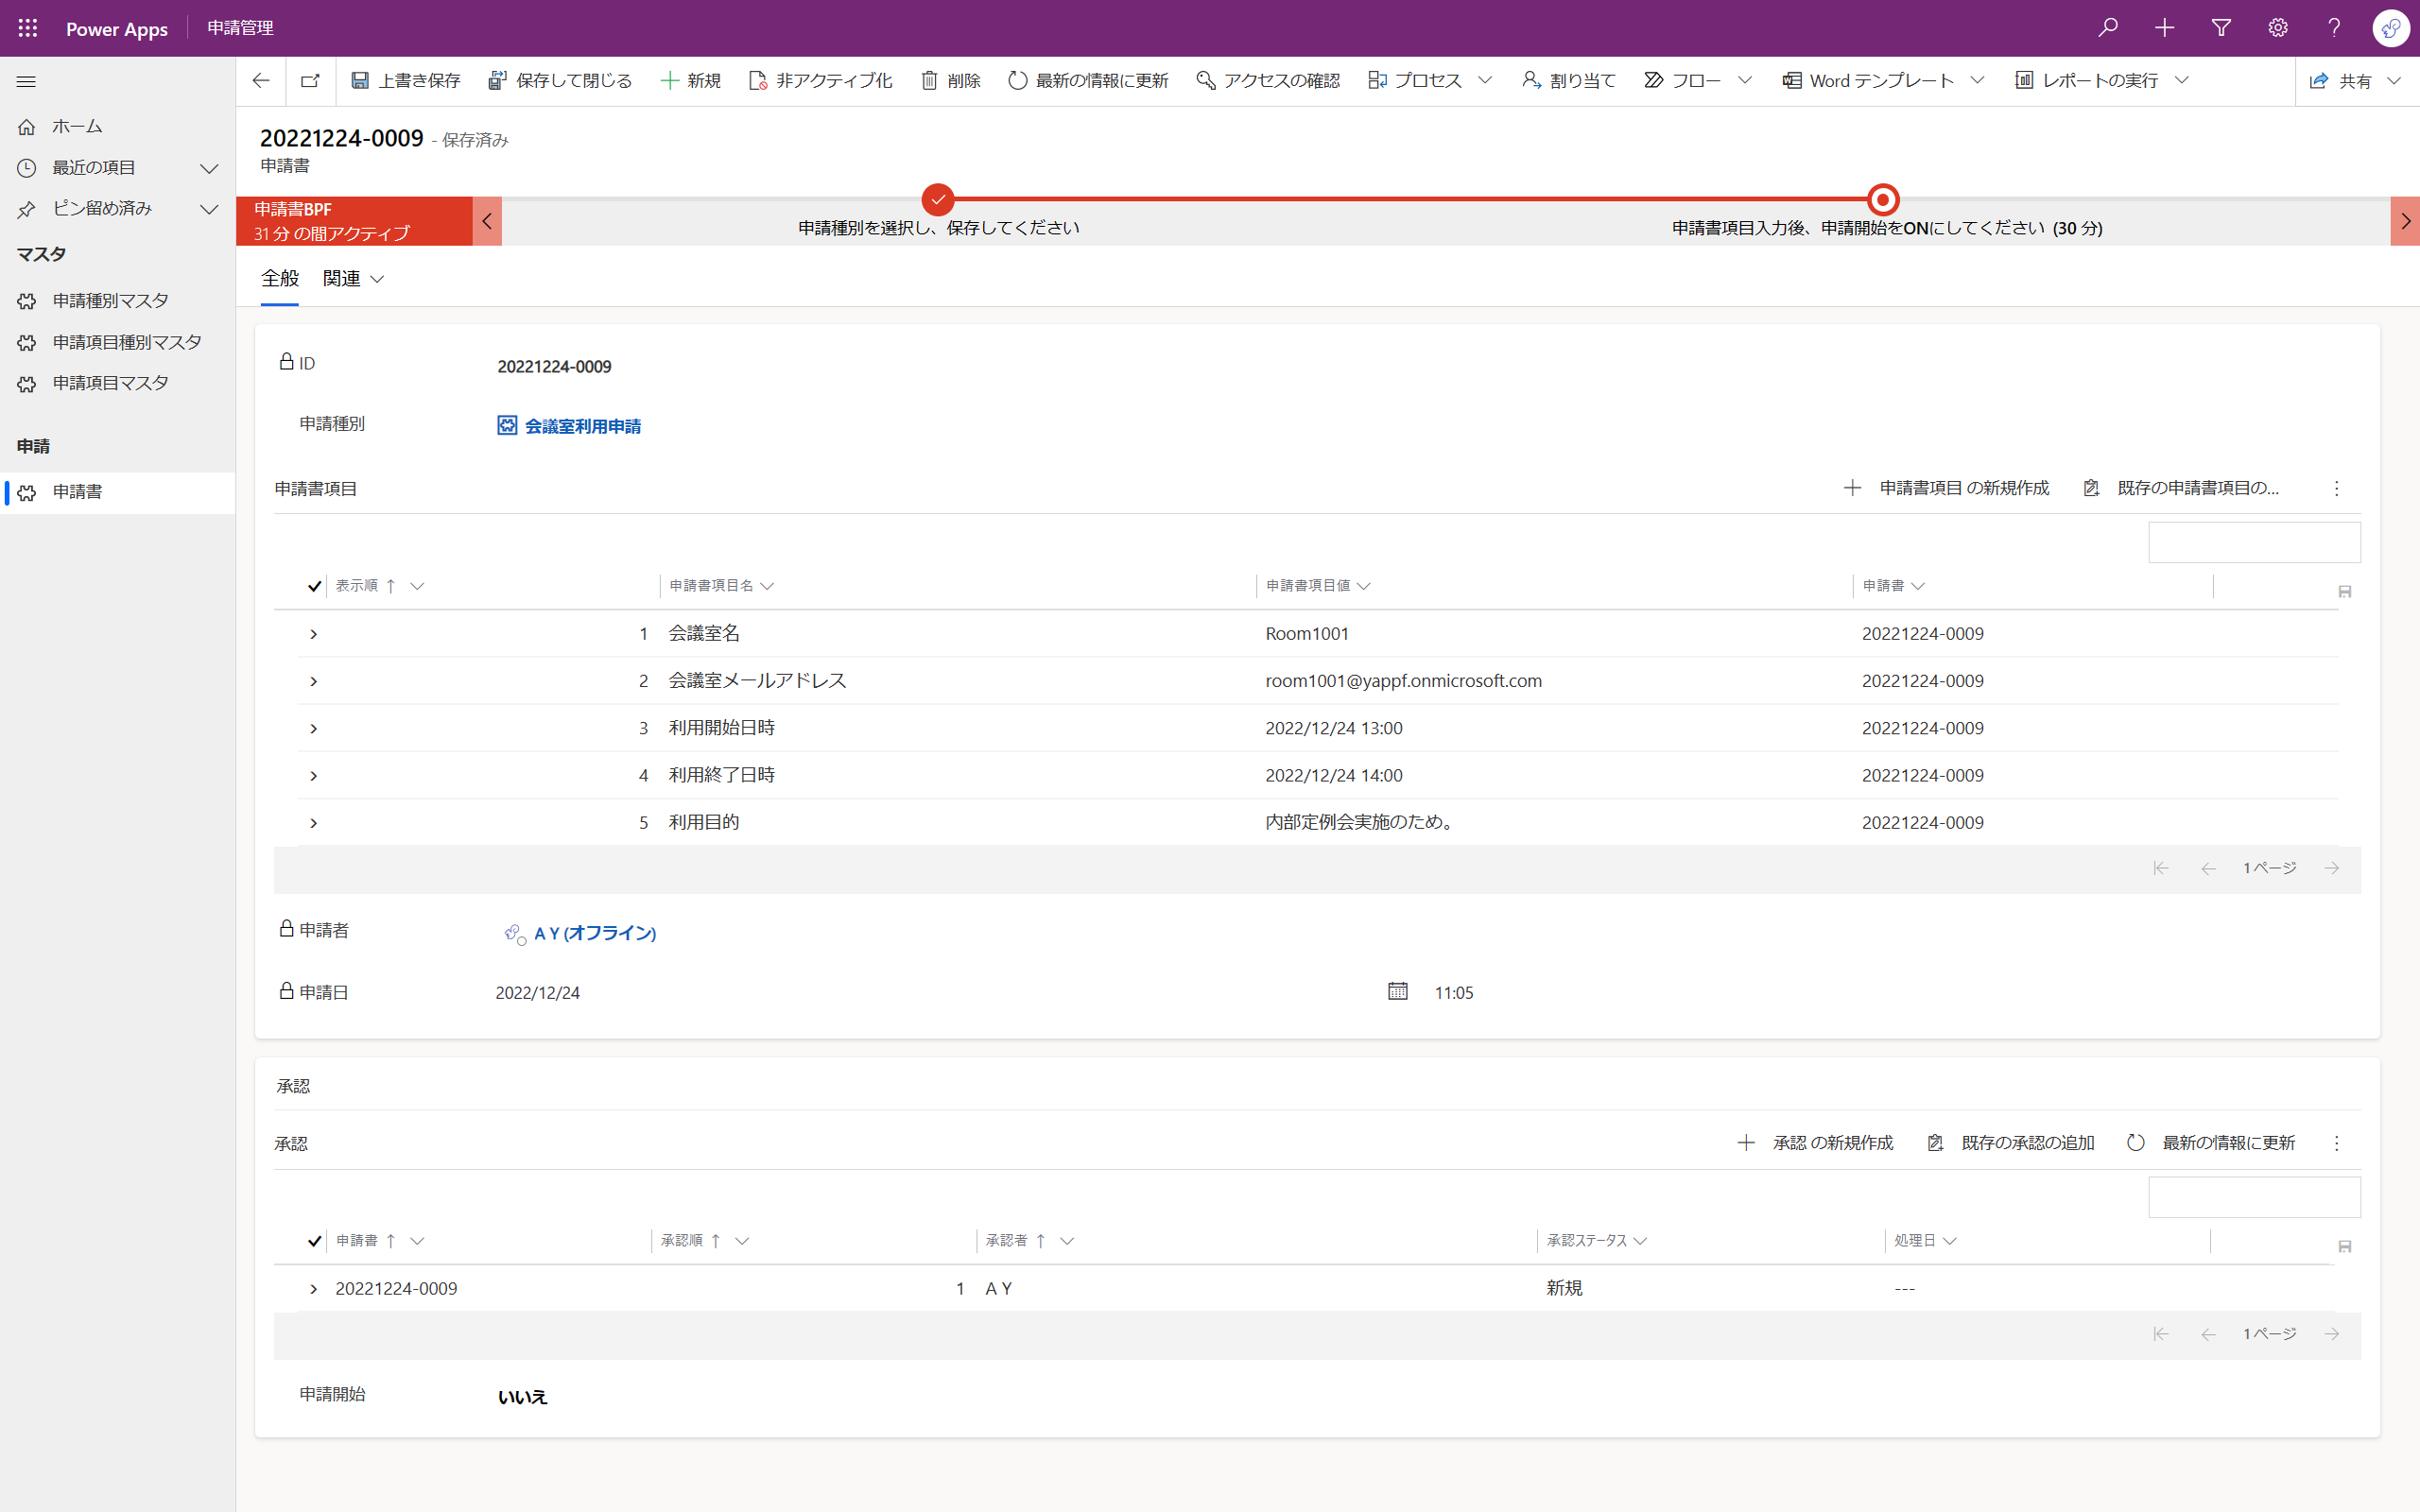 Power Apps 申請管理
上書き保存 保存して閉じる 新規 非アクティブ化 削除 最新の情報に更新 アクセスの確認 プロセス 割り当て フロー Word テンプレート レポートの実行 共有
ホーム
最近の項目
ピン留め済み
マスタ
申請種別マスタ
申請項目種別マスタ
申請項目マスタ
申請
申請書
20221224-0009 - 保存済み
申請書
申請書BPF
31 分 の間アクティブ
申請種別を選択し、保存してください
申請書項目入力後、申請開始をONにしてください (30 分)
全般 関連
ID 20221224-0009
申請種別 会議室利用申請
申請書項目 申請書項目 の新規作成 既存の申請書項目の...
表示順 ↑ 申請書項目名 申請書項目値 申請書
1 会議室名 Room1001 20221224-0009
2 会議室メールアドレス room1001@yappf.onmicrosoft.com 20221224-0009
3 利用開始日時 2022/12/24 13:00 20221224-0009
4 利用終了日時 2022/12/24 14:00 20221224-0009
5 利用目的 内部定例会実施のため。 20221224-0009
1 ページ
申請者 A Y (オフライン)
申請日 2022/12/24 11:05
承認
承認 承認 の新規作成 既存の承認の追加 最新の情報に更新
申請書 ↑ 承認順 ↑ 承認者 ↑ 承認ステータス 処理日
20221224-0009 1 A Y 新規 ---
1 ページ
申請開始 いいえ